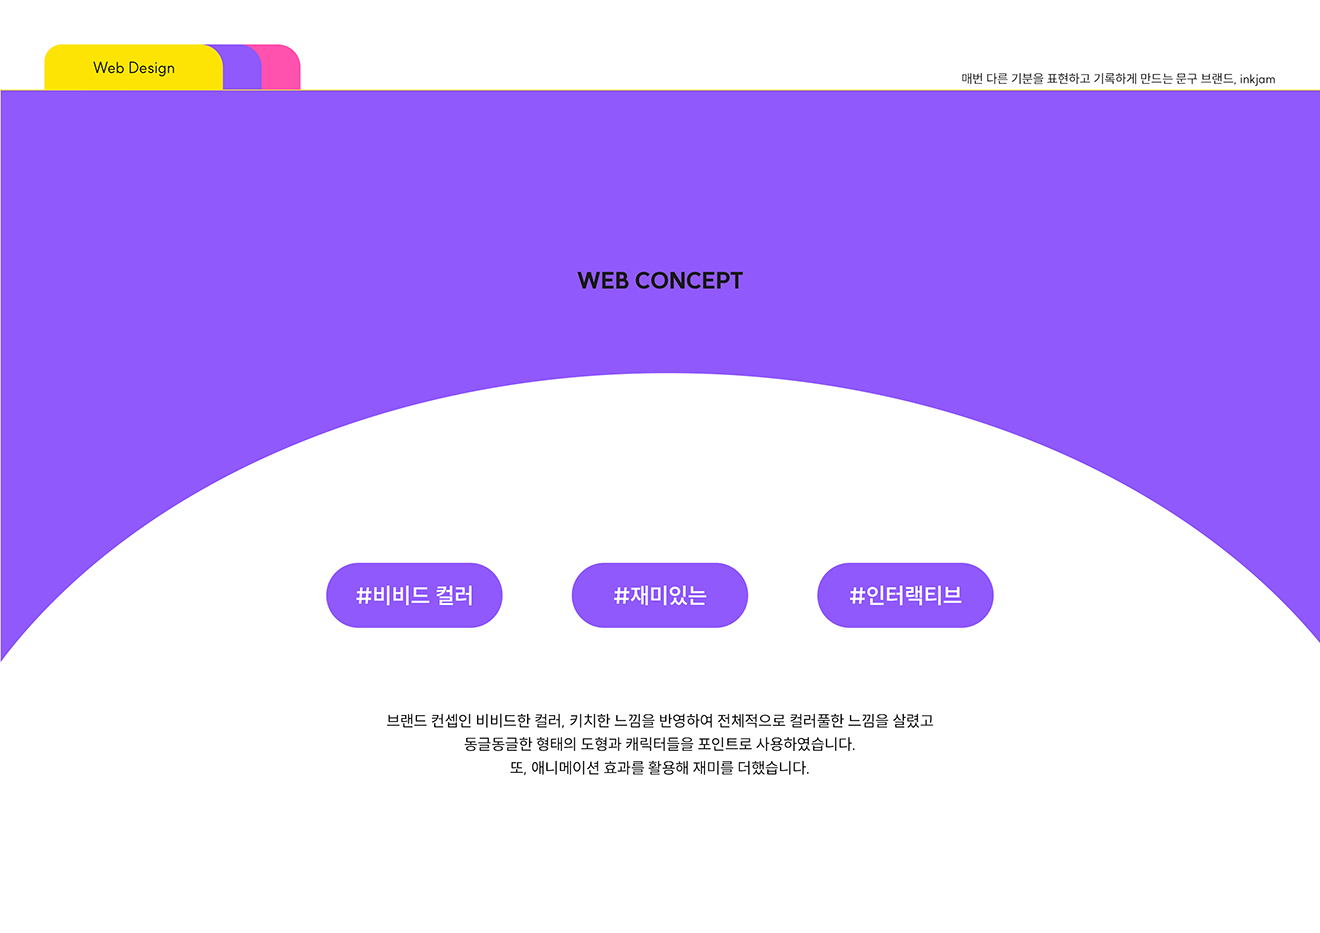 Web Design
매번 다른 기분을 표현하고 기록하게 만드는 문구 브랜드, inkjam
WEB CONCEPT
#비비드 컬러
#재미있는
#인터랙티브
브랜드 컨셉인 비비드한 컬러, 키치한 느낌을 반영하여 전체적으로 컬러풀한 느낌을 살렸고
동글동글한 형태의 도형과 캐릭터들을 포인트로 사용하였습니다.
또, 애니메이션 효과를 활용해 재미를 더했습니다.